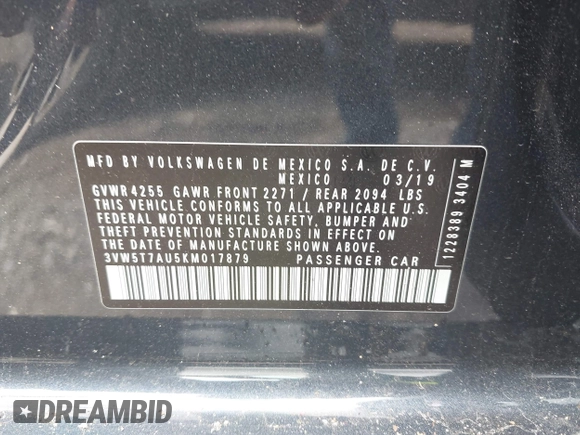 MFD BY VOLKSWAGEN DE MEXICO S.A. DE C.V.
MEXICO 03/19
GVWR 4255 GAWR FRONT 2271 / REAR 2094 LBS
THIS VEHICLE CONFORMS TO ALL APPLICABLE U.S.
FEDERAL MOTOR VEHICLE SAFETY, BUMPER AND
THEFT PREVENTION STANDARDS IN EFFECT ON
THE DATE OF MANUFACTURE SHOWN ABOVE.
3VW5T7AU5KM017879 PASSENGER CAR
1228389 3404 M
DREAMBID